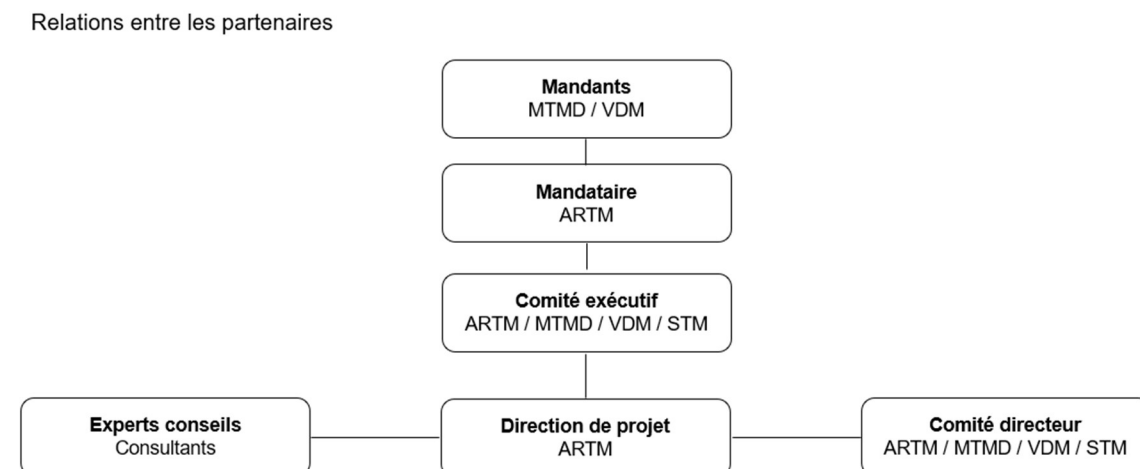 Relations entre les partenaires
Mandants
MTMD / VDM
Mandataire
ARTM
Comité exécutif
ARTM / MTMD / VDM / STM
Experts conseils
Consultants
Direction de projet
ARTM
Comité directeur
ARTM / MTMD / VDM / STM